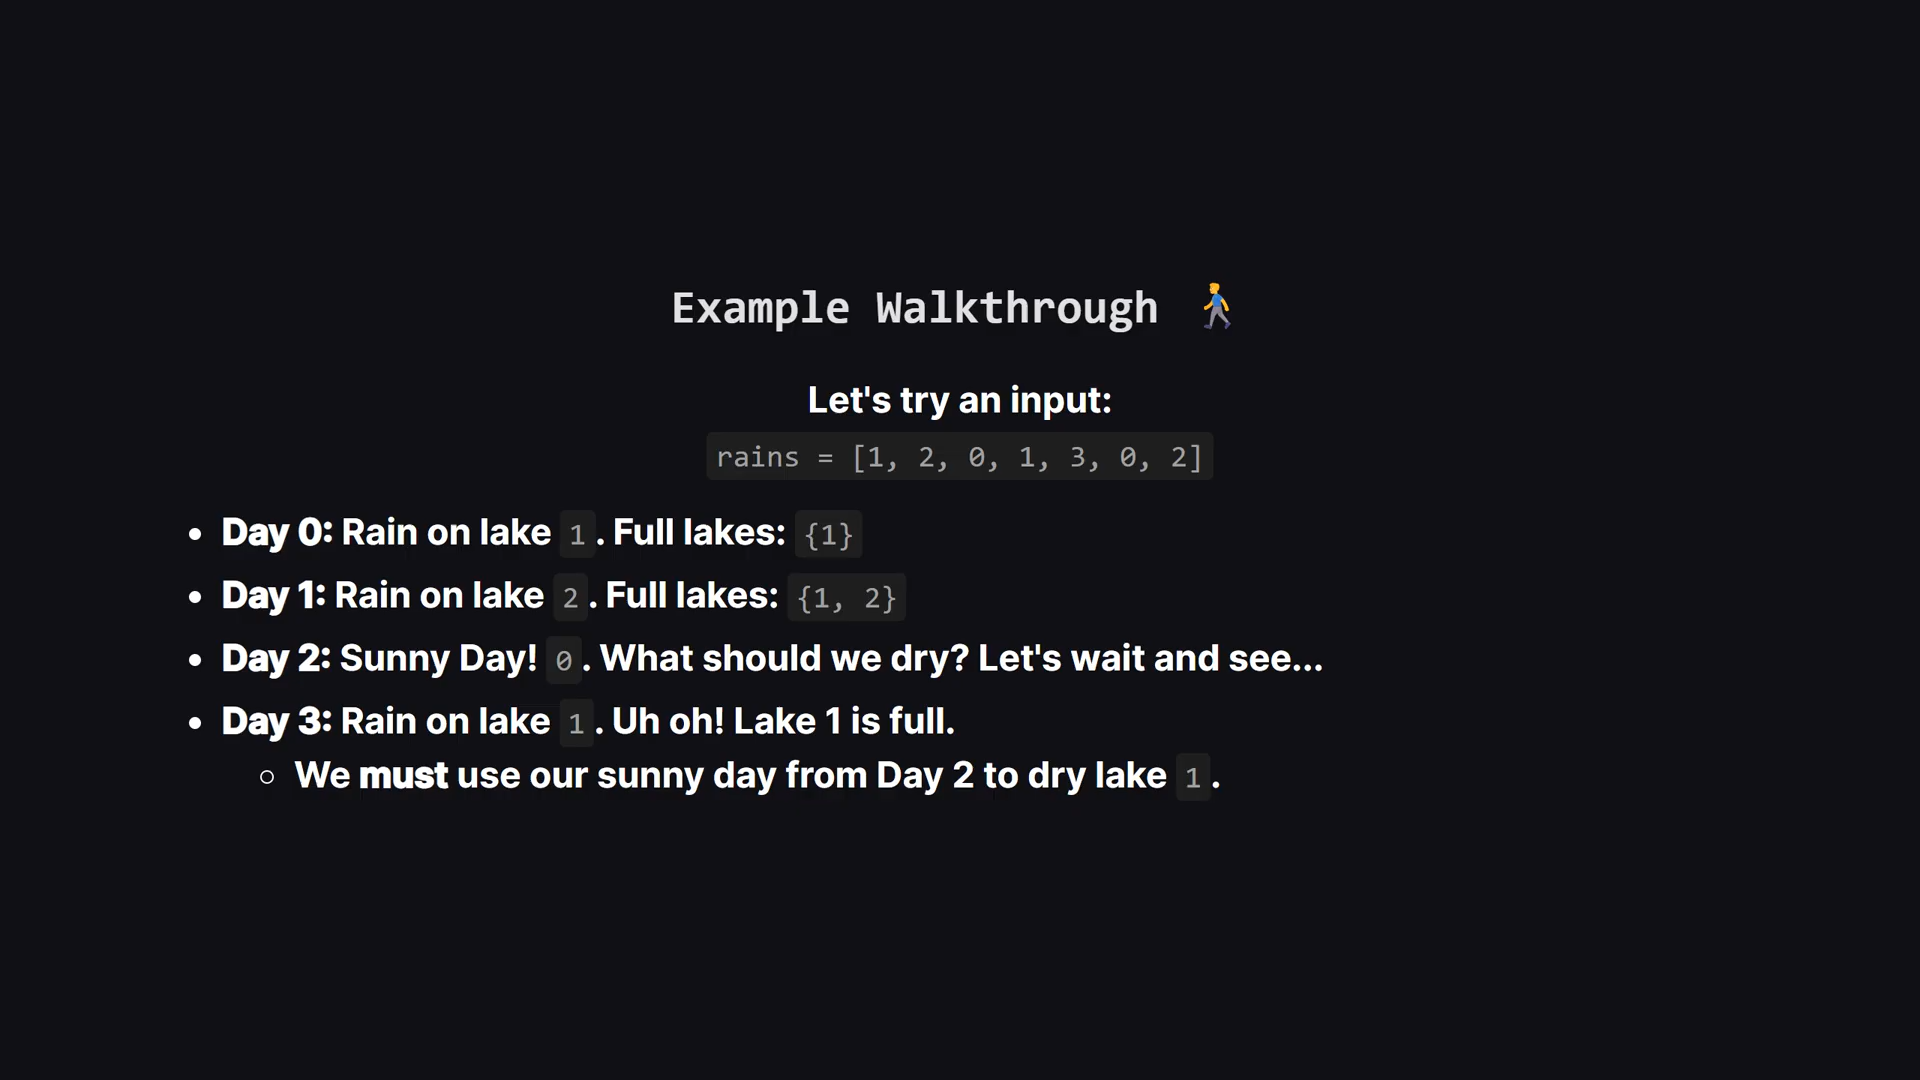 Example Walkthrough 🚶‍♂️
Let's try an input:
rains = [1, 2, 0, 1, 3, 0, 2]
• Day 0: Rain on lake 1. Full lakes: {1}
• Day 1: Rain on lake 2. Full lakes: {1, 2}
• Day 2: Sunny Day! 0. What should we dry? Let's wait and see...
• Day 3: Rain on lake 1. Uh oh! Lake 1 is full.
◦ We must use our sunny day from Day 2 to dry lake 1.